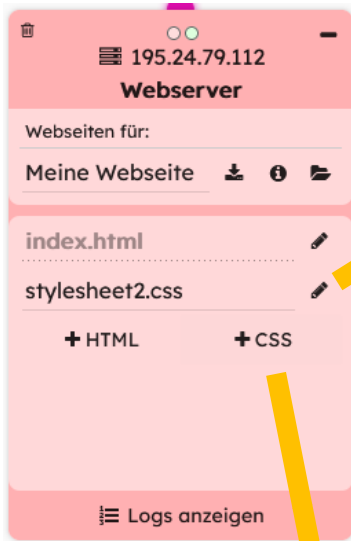 195.24.79.112
Webserver
Webseiten für:
Meine Webseite
index.html
stylesheet2.css
+ HTML + CSS
Logs anzeigen